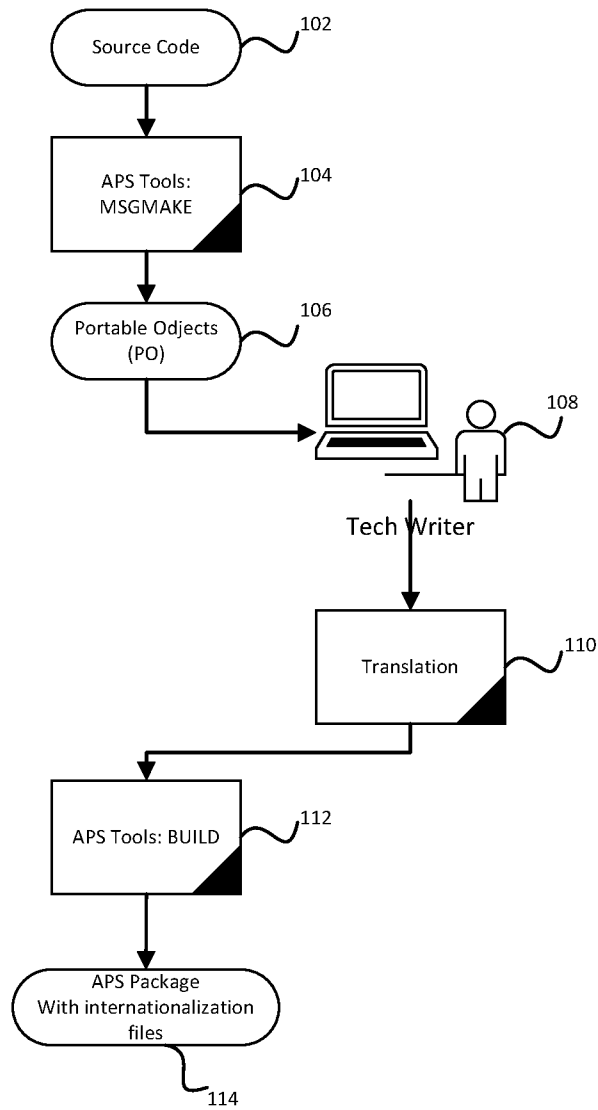 Source Code
102
APS Tools:
MSGMAKE
104
Portable Odjects
(PO)
106
108
Tech Writer
Translation
110
APS Tools: BUILD
112
APS Package
With internationalization
files
114